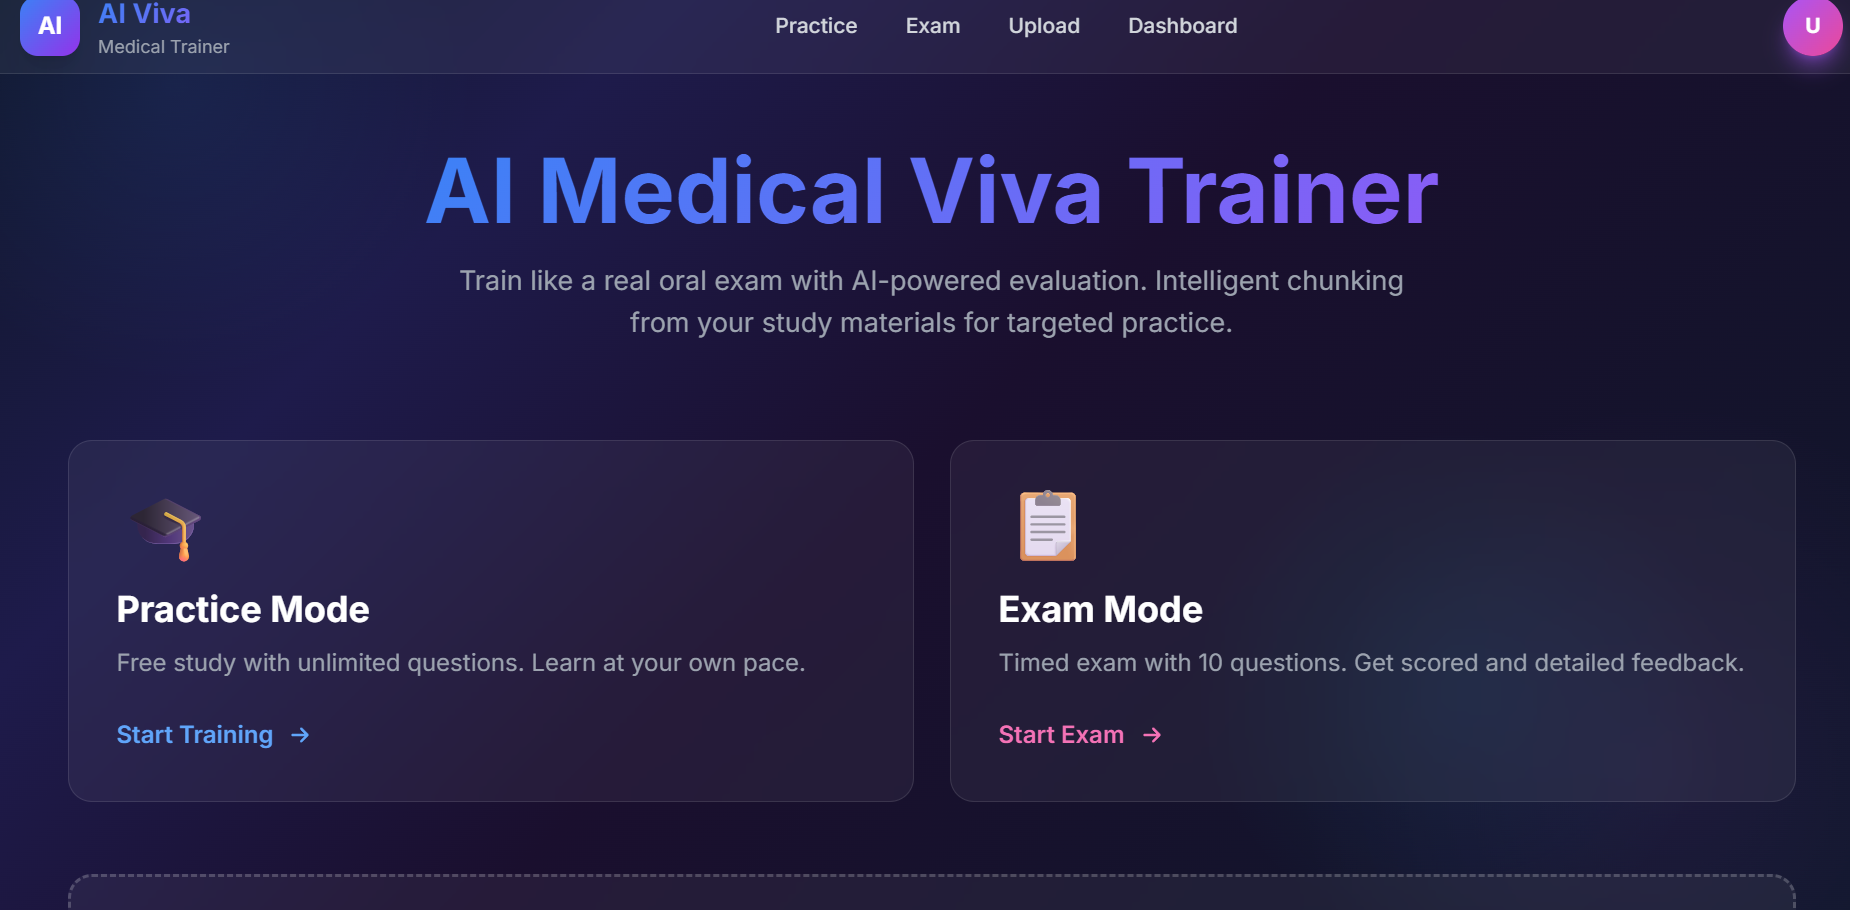 AI
AI Viva
Medical Trainer
Practice
Exam
Upload
Dashboard
U
AI Medical Viva Trainer
Train like a real oral exam with AI-powered evaluation. Intelligent chunking
from your study materials for targeted practice.
Practice Mode
Free study with unlimited questions. Learn at your own pace.
Start Training →
Exam Mode
Timed exam with 10 questions. Get scored and detailed feedback.
Start Exam →